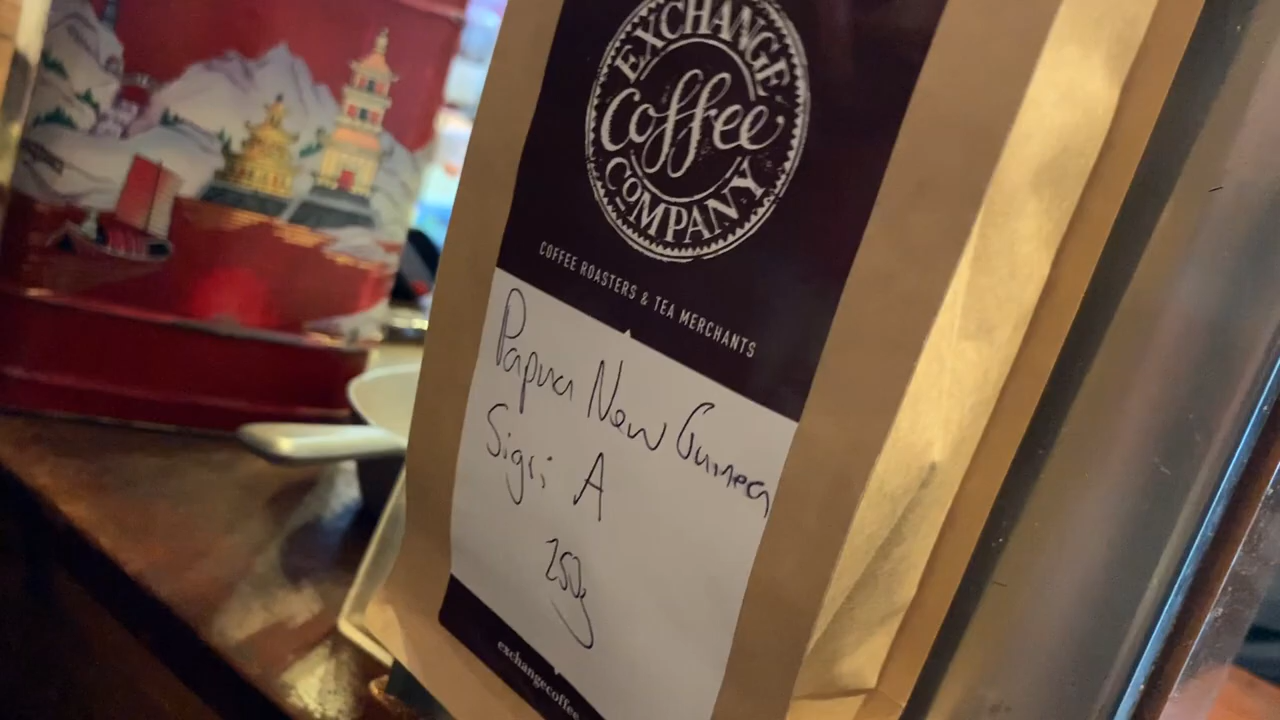 EXCHANGE
Coffee
COMPANY
COFFEE ROASTERS & TEA MERCHANTS
Papua New Guinea
Sigri A
250g
exchangecoffee